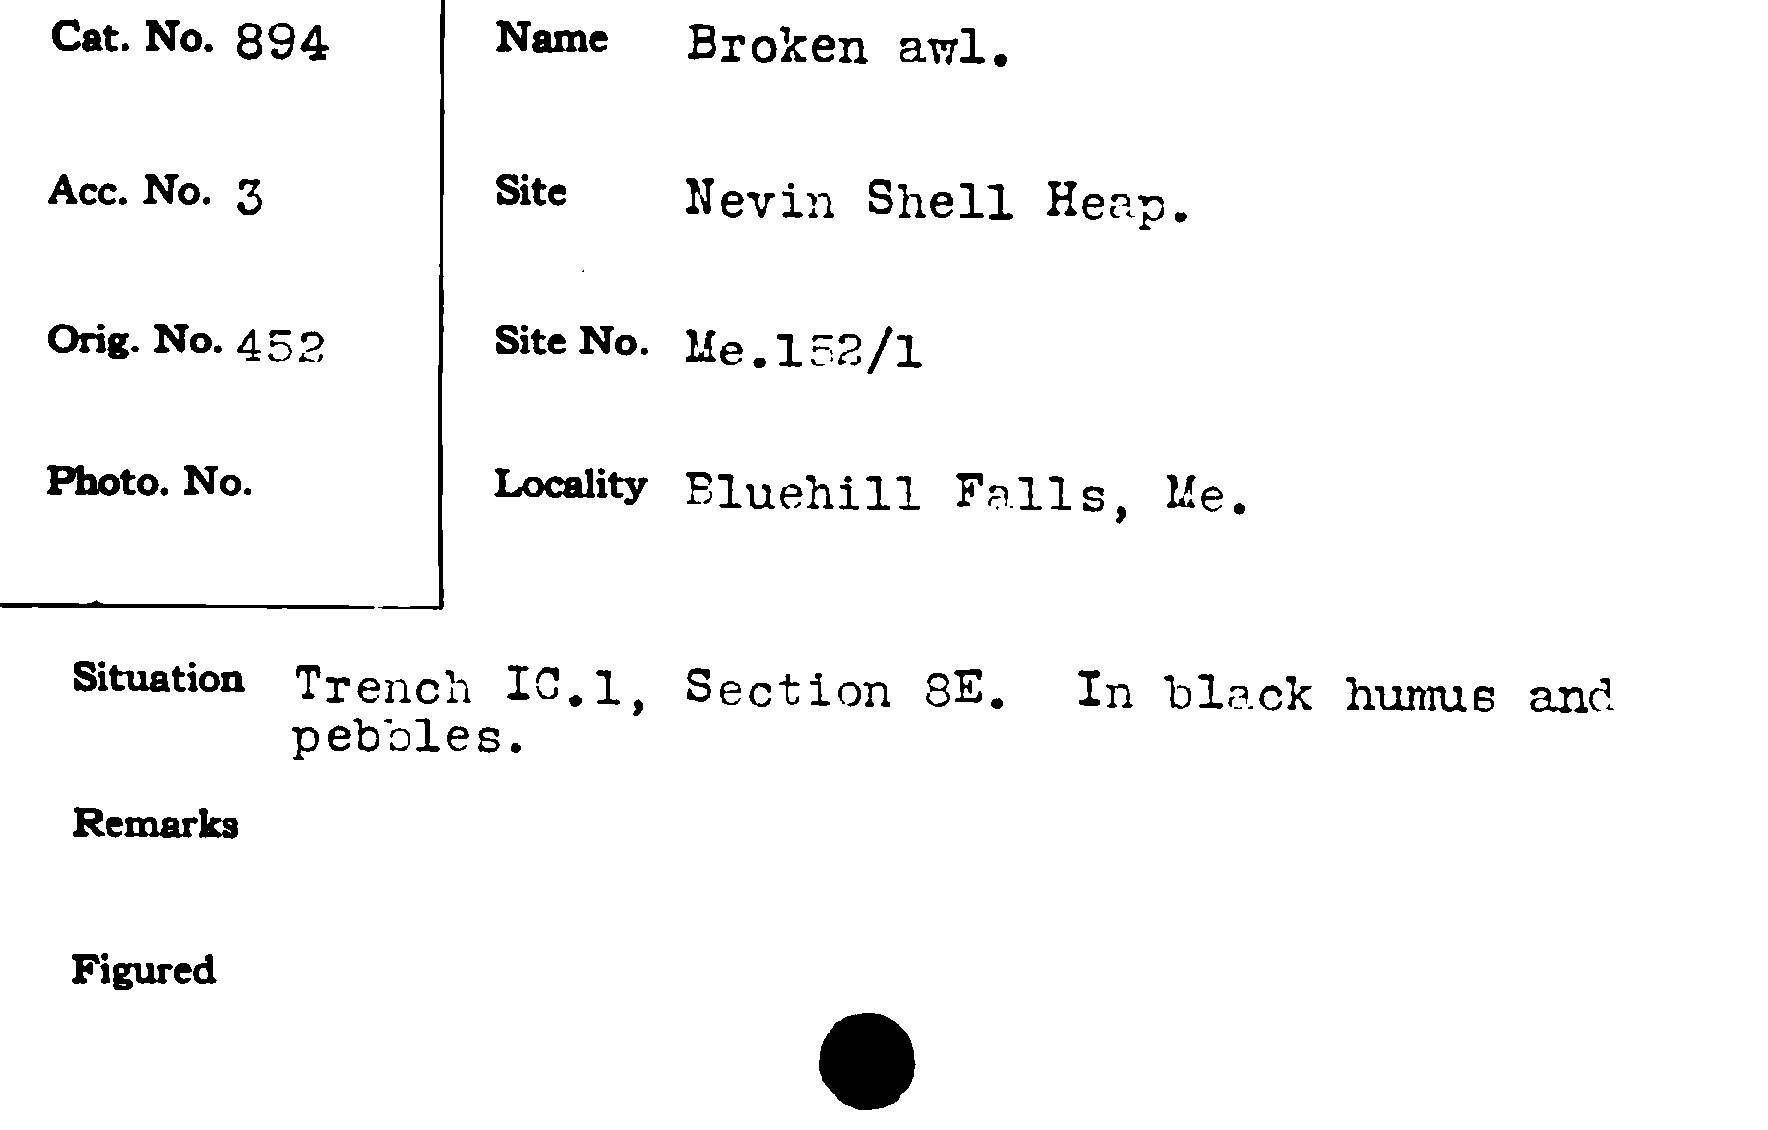 Cat. No. 894
Name Broken awl.
Acc. No. 3
Site Nevin Shell Heap.
Orig. No. 452
Site No. Me.152/1
Photo. No.
Locality Bluehill Falls, Me.
Situation Trench IC.1, Section 8E. In black humus and
pebbles.
Remarks
Figured